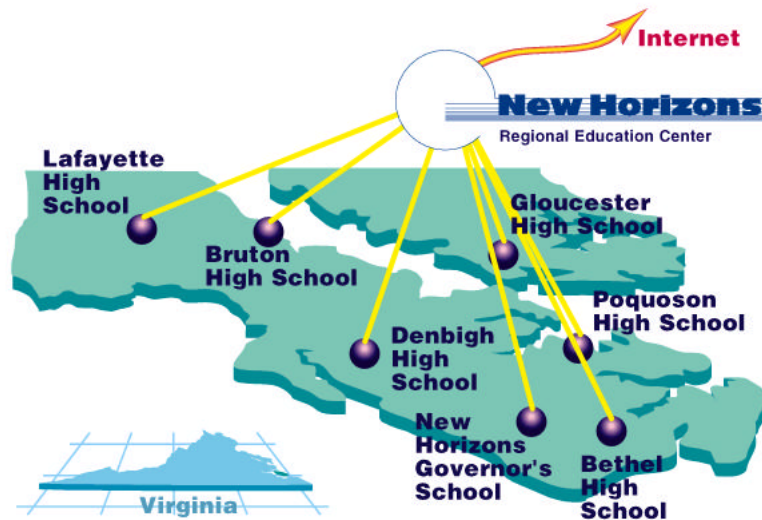 Internet
New Horizons
Regional Education Center
Lafayette
High
School
Gloucester
High School
Bruton
High School
Poquoson
High School
Denbigh
High
School
New
Horizons
Governor's
School
Bethel
High
School
Virginia